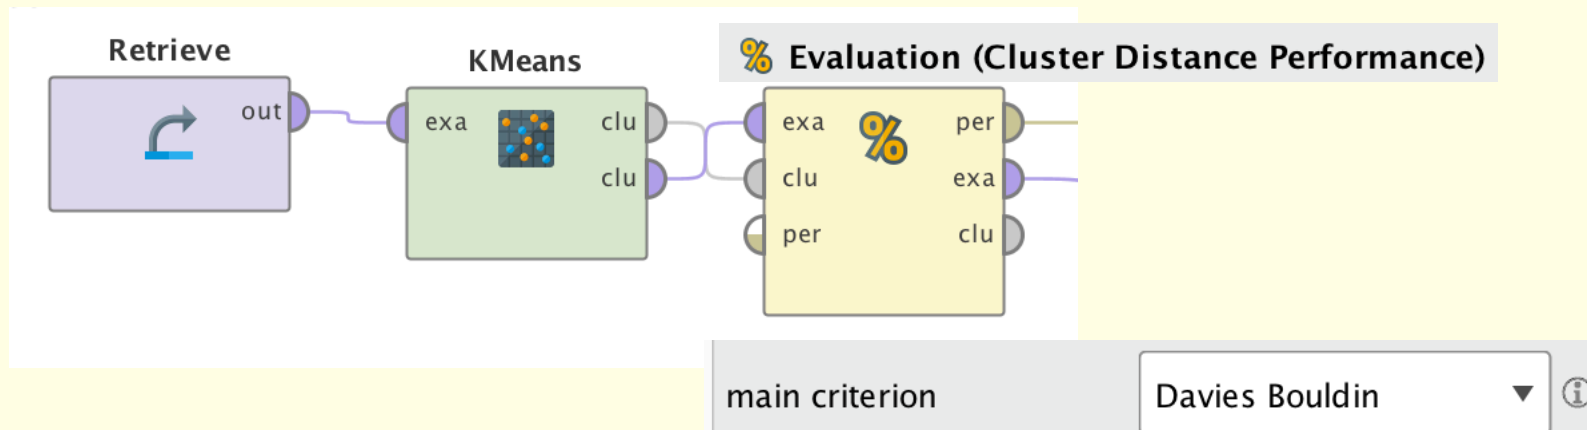 Retrieve
out
KMeans
exa
clu
clu
% Evaluation (Cluster Distance Performance)
exa
%
per
clu
exa
per
clu
main criterion
Davies Bouldin